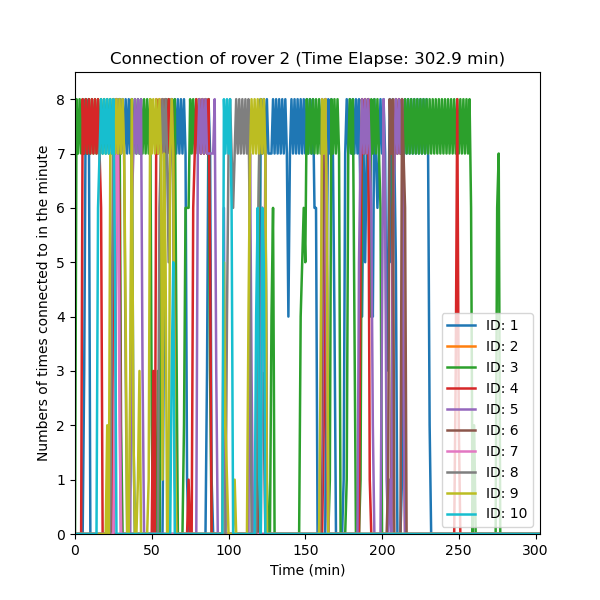 Connection of rover 2 (Time Elapse: 302.9 min)
Numbers of times connected to in the minute
8
7
6
5
4
3
2
1
0
0 50 100 150 200 250 300
Time (min)
ID: 1
ID: 2
ID: 3
ID: 4
ID: 5
ID: 6
ID: 7
ID: 8
ID: 9
ID: 10